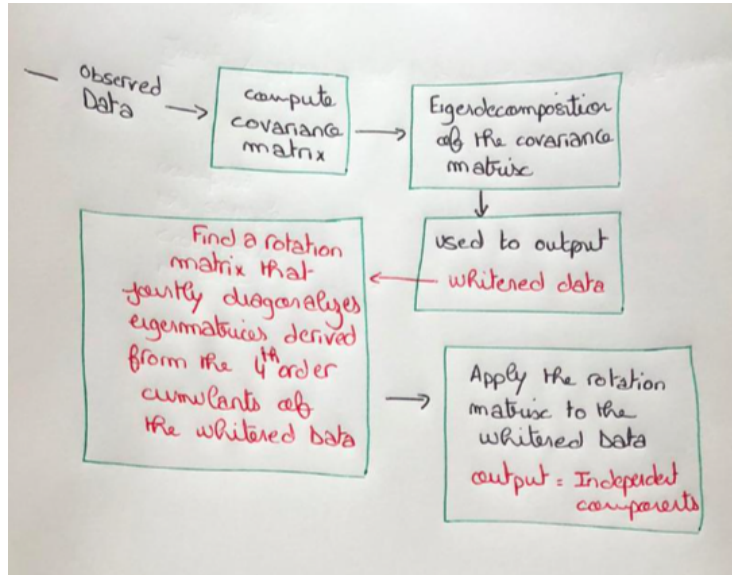 Observed
Data
compute
covariance
matrix
Eigendecomposition
of the covariance
matrix
used to output
whitened data
Find a rotation
matrix that
jointly diagonalizes
eigenmatrices derived
from the 4th order
cumulants of
the whitened Data
Apply the rotation
matrix to the
whitened Data
output = Independent
components